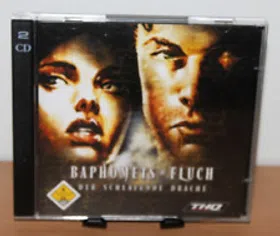 2
CD
BAPHOMETS FLUCH
DER SCHLAFENDE DRACHE
THQ